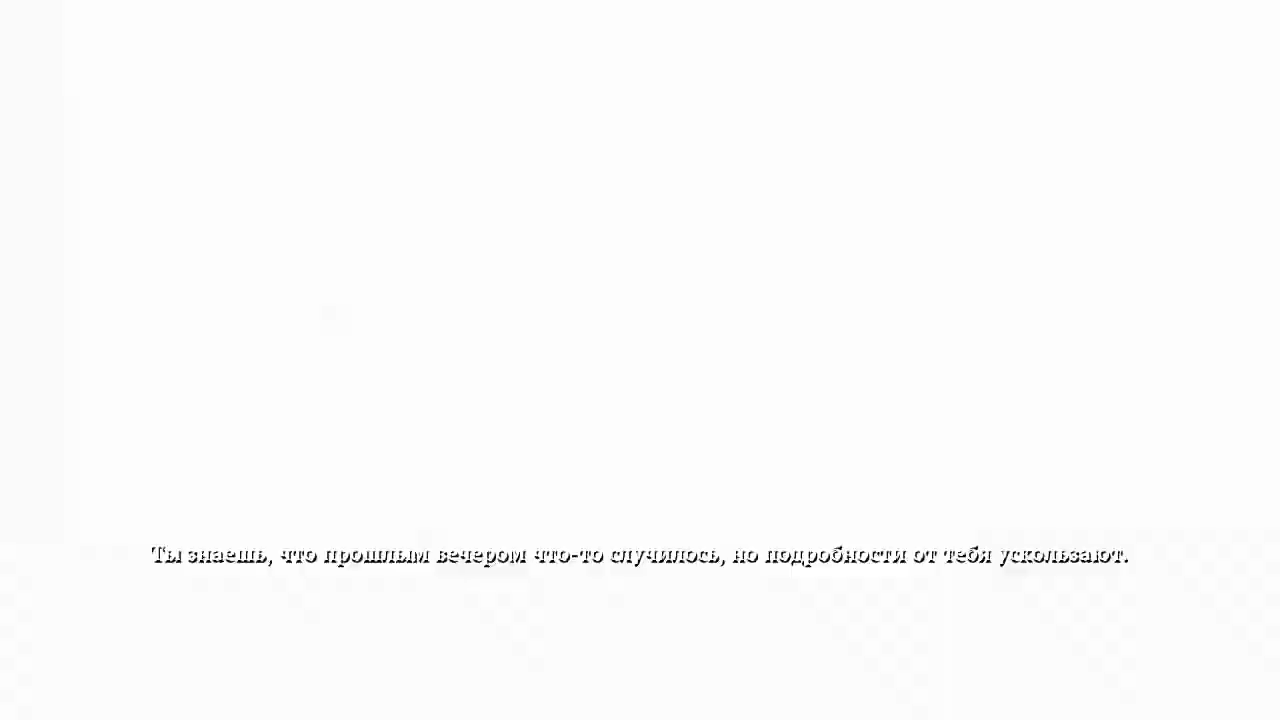 Ты знаешь, что прошлым вечером что-то случилось, но подробности от тебя ускользают.